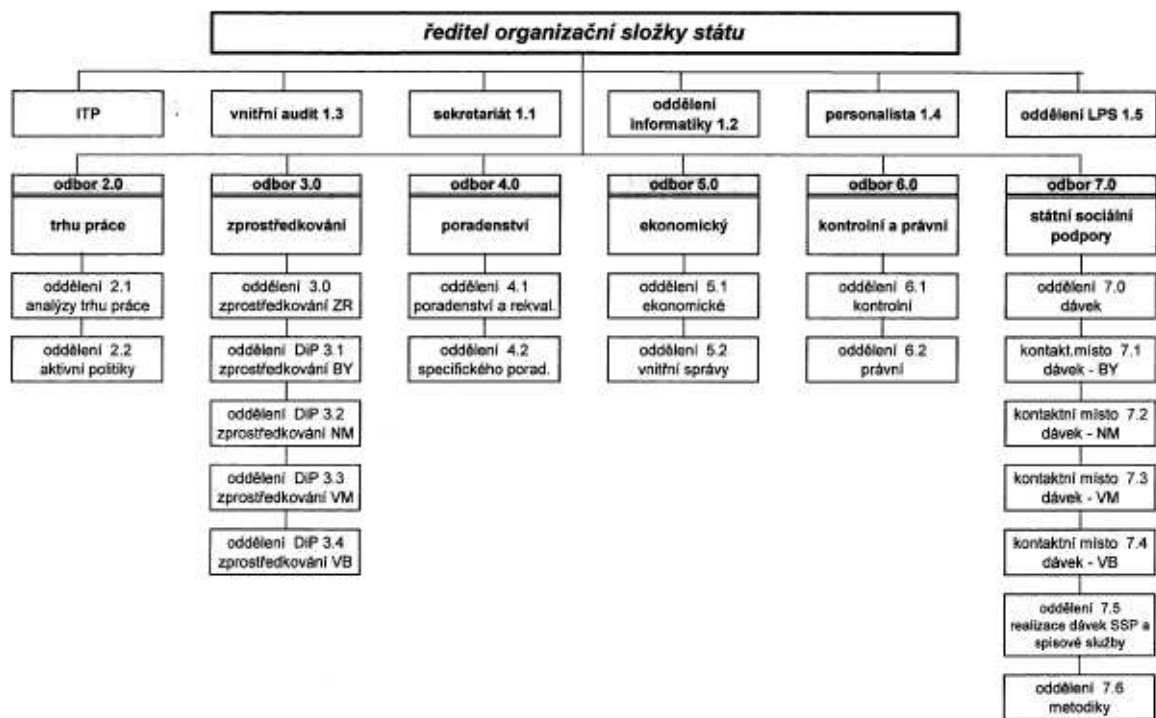 ředitel organizační složky státu
ITP
vnitřní audit 1.3
sekretariát 1.1
oddělení
informatiky 1.2
personalista 1.4
oddělení LPS 1.5
odbor 2.0
trhu práce
oddělení 2.1
analýzy trhu práce
oddělení 2.2
aktivní politiky
odbor 3.0
zprostředkování
oddělení 3.0
zprostředkování ZR
oddělení DiP 3.1
zprostředkování BY
oddělení DiP 3.2
zprostředkování NM
oddělení DiP 3.3
zprostředkování VM
oddělení DiP 3.4
zprostředkování VB
odbor 4.0
poradenství
oddělení 4.1
poradenství a rekval.
oddělení 4.2
specifického porad.
odbor 5.0
ekonomický
oddělení 5.1
ekonomické
oddělení 5.2
vnitřní správy
odbor 6.0
kontrolní a právní
oddělení 6.1
kontrolní
oddělení 6.2
právní
odbor 7.0
státní sociální
podpory
oddělení 7.0
dávek
kontakt.místo 7.1
dávek - BY
kontaktní místo 7.2
dávek - NM
kontaktní místo 7.3
dávek - VM
kontaktní místo 7.4
dávek - VB
oddělení 7.5
realizace dávek SSP a
spisové služby
oddělení 7.6
metodiky